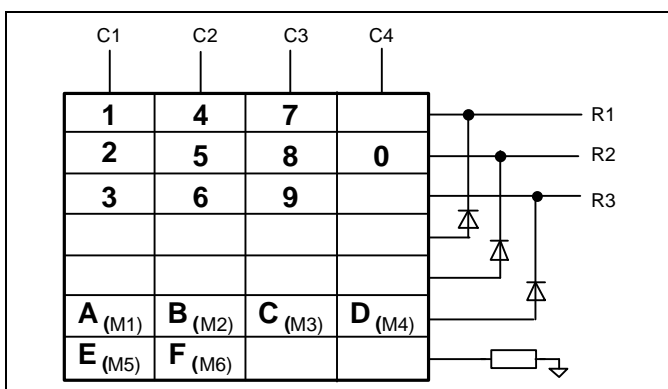 C1 C2 C3 C4
1 4 7 R1
2 5 8 0 R2
3 6 9 R3
A (M1) B (M2) C (M3) D (M4)
E (M5) F (M6)